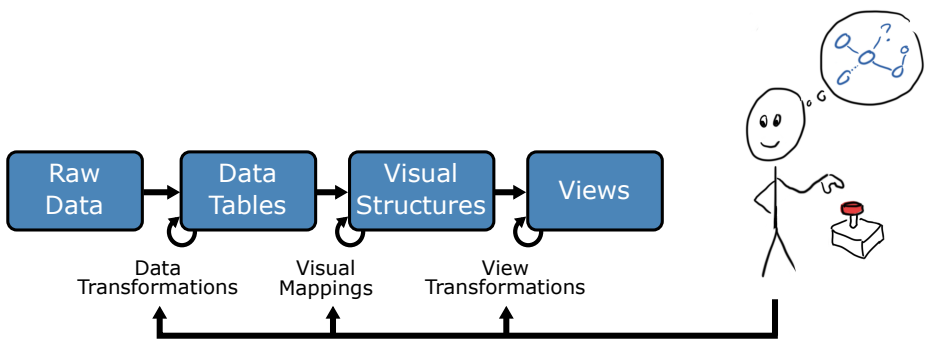 ?
Raw
Data
Data
Tables
Visual
Structures
Views
Data
Transformations
Visual
Mappings
View
Transformations